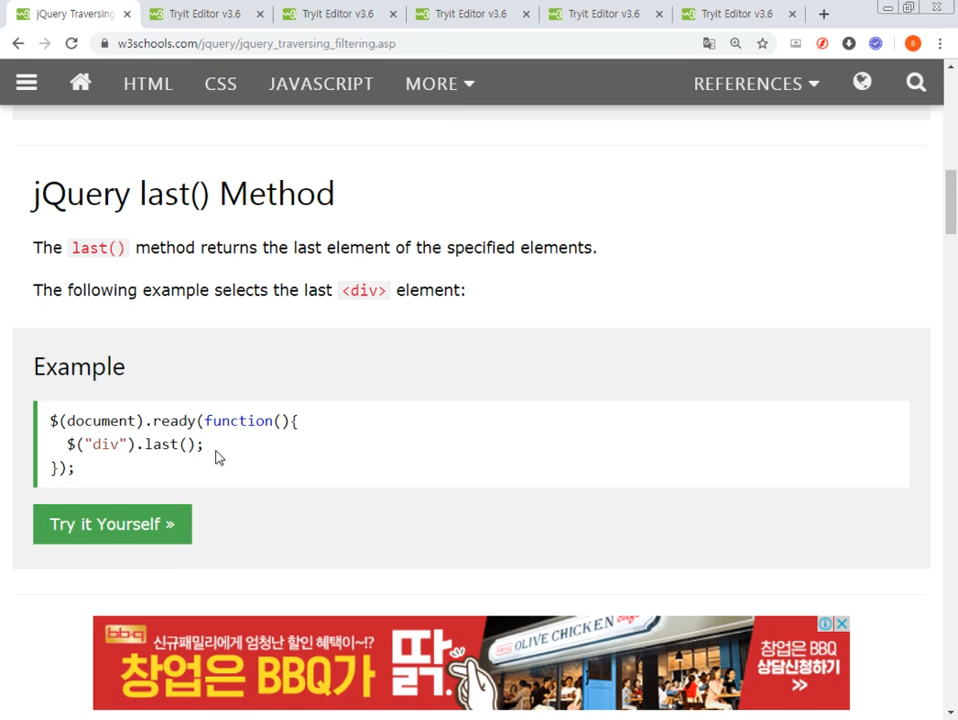 jQuery Traversing
Tryit Editor v3.6
Tryit Editor v3.6
Tryit Editor v3.6
Tryit Editor v3.6
Tryit Editor v3.6
w3schools.com/jquery/jquery_traversing_filtering.asp
HTML CSS JAVASCRIPT MORE REFERENCES
jQuery last() Method
The last() method returns the last element of the specified elements.
The following example selects the last <div> element:
Example
$(document).ready(function(){
$("div").last();
});
Try it Yourself »
bbq 신규패밀리에게 엄청난 할인 혜택이~!?
창업은 BBQ가
딹!
OLIVE CHICKEN cafe
창업은 BBQ
상담신청하기
»